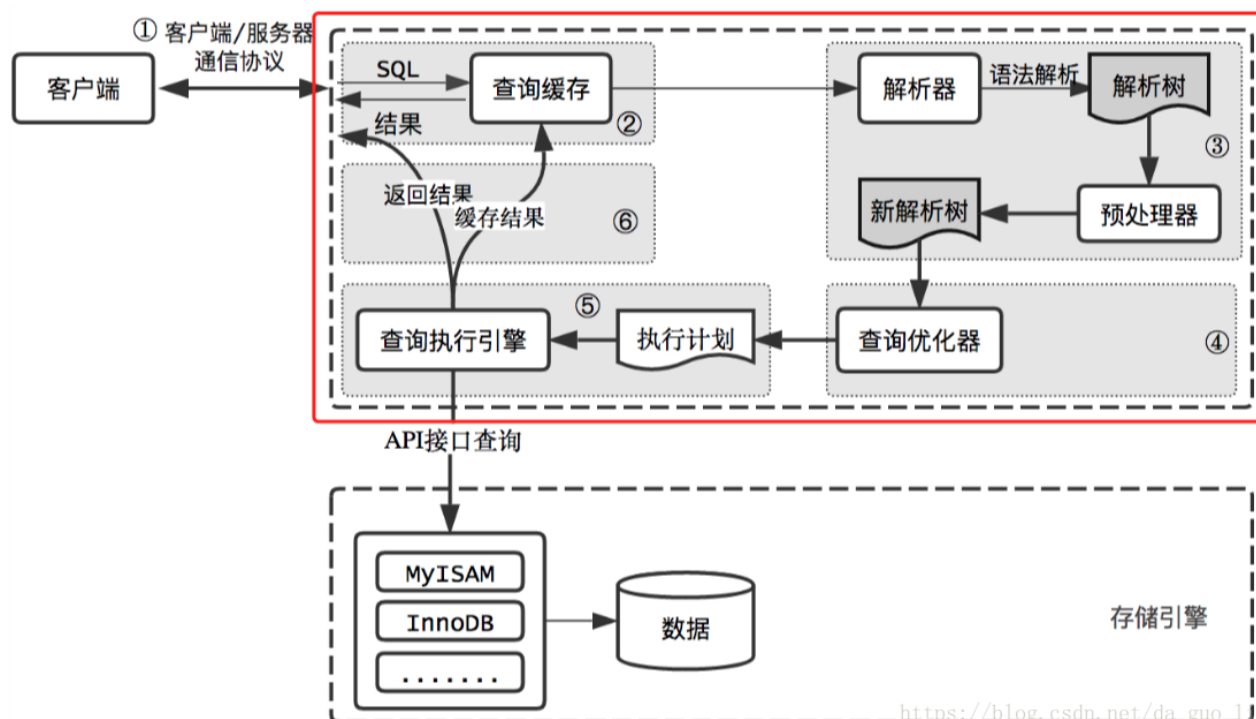 ① 客户端/服务器
通信协议
客户端
SQL
结果
查询缓存
②
解析器
语法解析
解析树
③
预处理器
新解析树
返回结果
缓存结果
⑥
查询执行引擎
⑤
执行计划
查询优化器
④
API接口查询
MyISAM
InnoDB
.......
数据
存储引擎
https://blog.csdn.net/da_guo_li